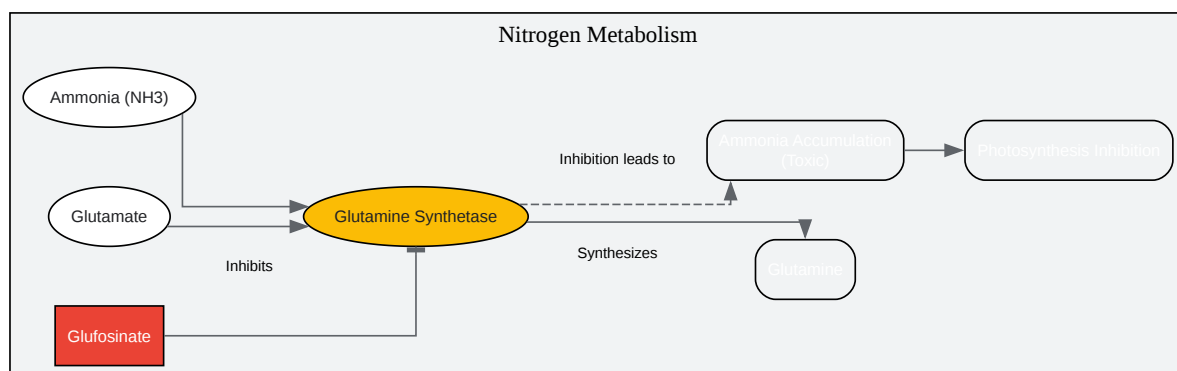 Nitrogen Metabolism
Ammonia (NH3)
Inhibition leads to
Ammonia Accumulation
(Toxic)
Photosynthesis Inhibition
Glutamate
Glutamine Synthetase
Inhibits
Synthesizes
Glutamine
Glufosinate